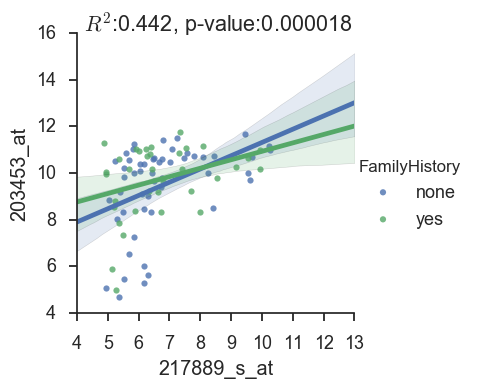 R²:0.442, p-value:0.000018
16
14
12
10
8
6
4
203453_at
4 5 6 7 8 9 10 11 12 13
217889_s_at
FamilyHistory
none
yes